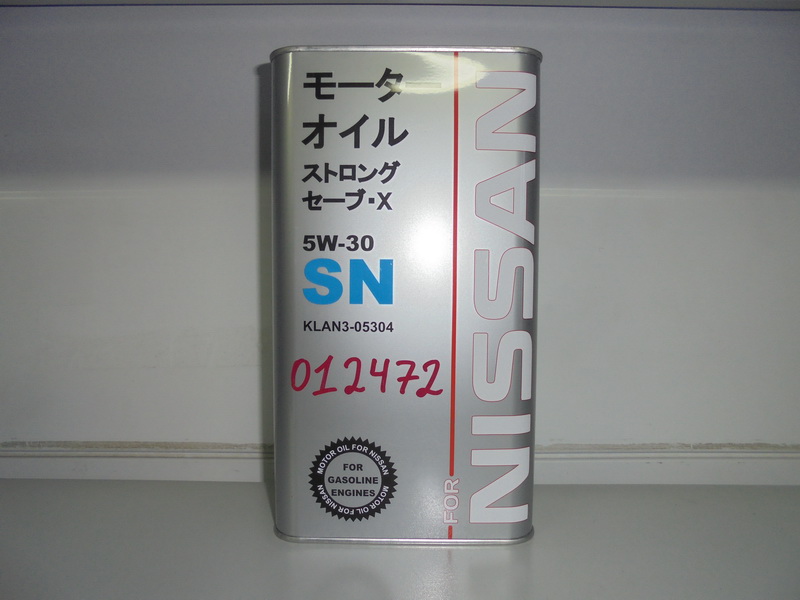 モーター
オイル
ストロング
セーブ・X
5W-30
SN
KLAN3-05304
012472
MOTOR OIL FOR NISSAN
MOTOR OIL FOR NISSAN
FOR
GASOLINE
ENGINES
FOR NISSAN